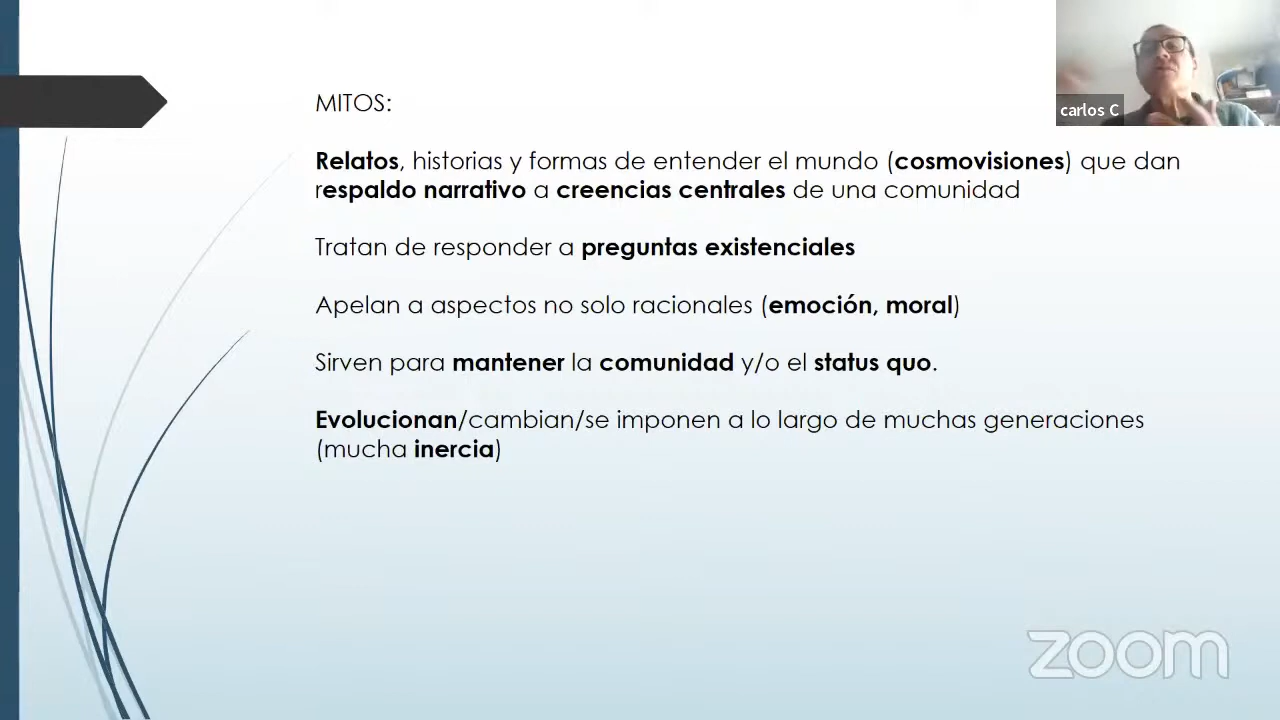 MITOS:
carlos C
Relatos, historias y formas de entender el mundo (cosmovisiones) que dan
respaldo narrativo a creencias centrales de una comunidad
Tratan de responder a preguntas existenciales
Apelan a aspectos no solo racionales (emoción, moral)
Sirven para mantener la comunidad y/o el status quo.
Evolucionan/cambian/se imponen a lo largo de muchas generaciones
(mucha inercia)
zoom